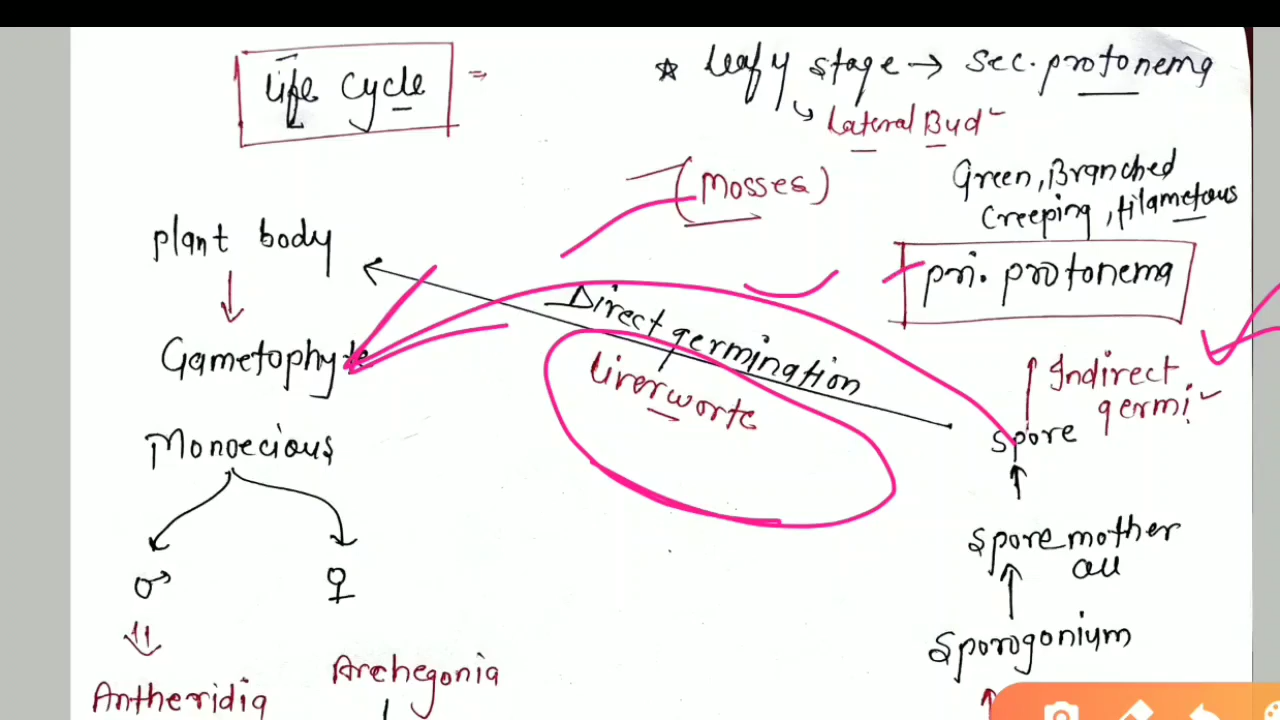 Life Cycle
* Leafy stage → sec. protonema
Lateral Bud
(Mosses)
Green, Branched
Creeping, filametous
plant body
pri. protonema
Direct germination
Gametophyte
liverworts
Indirect
germi
spore
Monoecious
spore mother
cell
♂ ♀
Sporogonium
Archegonia
Antheridia